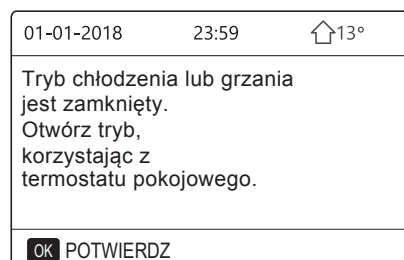 01-01-2018 23:59 13°
Tryb chłodzenia lub grzania
jest zamknięty.
Otwórz tryb,
korzystając z
termostatu pokojowego.
OK POTWIERDZ